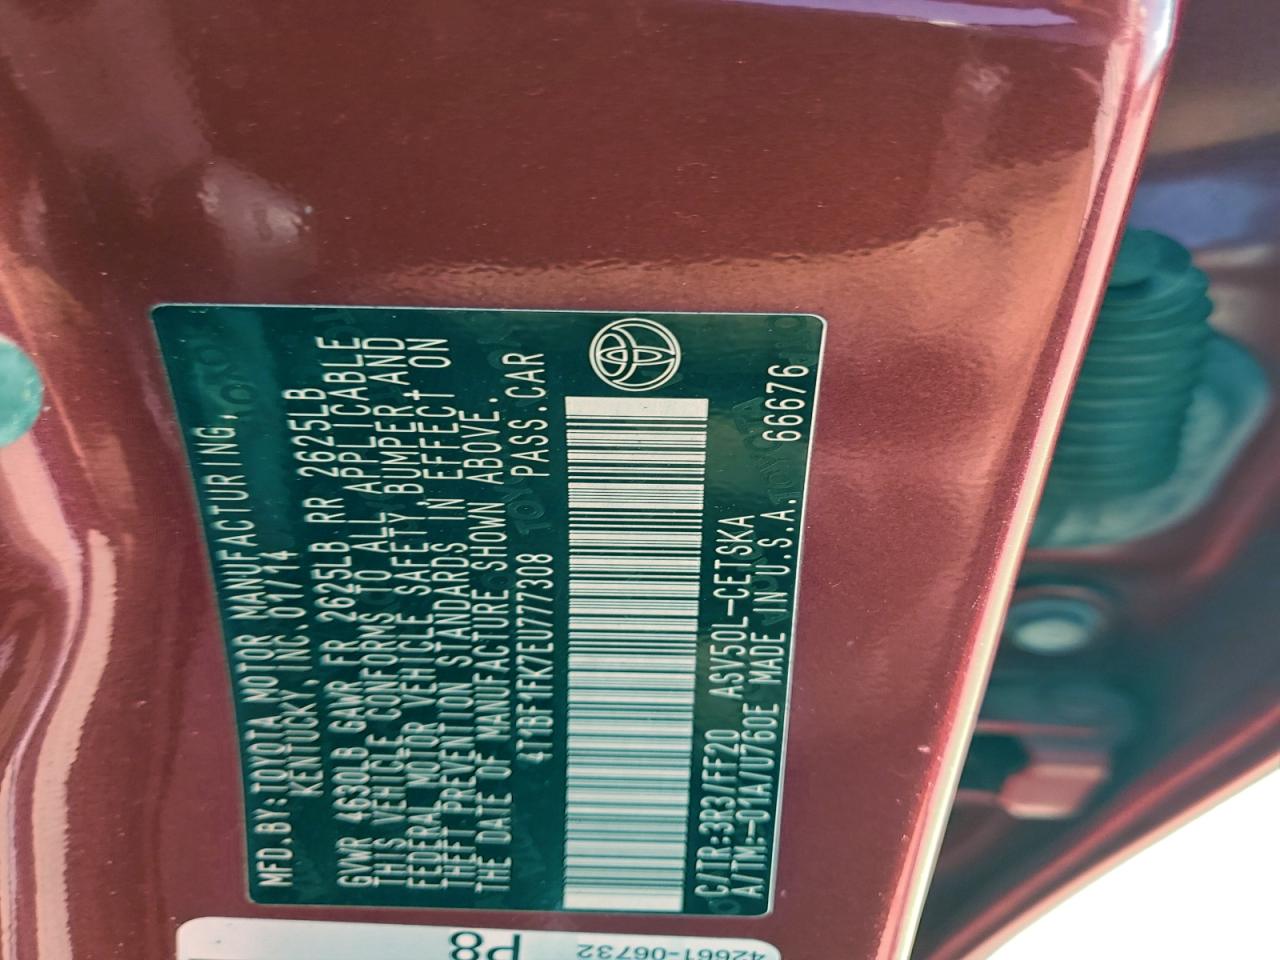 MFD.BY:TOYOTA MOTOR MANUFACTURING,
KENTUCKY,INC.07/14
GVWR 4630LB GAWR FR 2625LB RR 2625LB
THIS VEHICLE CONFORMS TO ALL APPLICABLE
FEDERAL MOTOR VEHICLE SAFETY,BUMPER,AND
THEFT PREVENTION STANDARDS IN EFFECT ON
THE DATE OF MANUFACTURE SHOWN ABOVE.
4T1BF1FK7EU777308 PASS.CAR
C/TR:3R3/FF20 ASV50L-CETSKA
A/TM:-01A/U760E MADE IN U.S.A. 66676
42661-06732